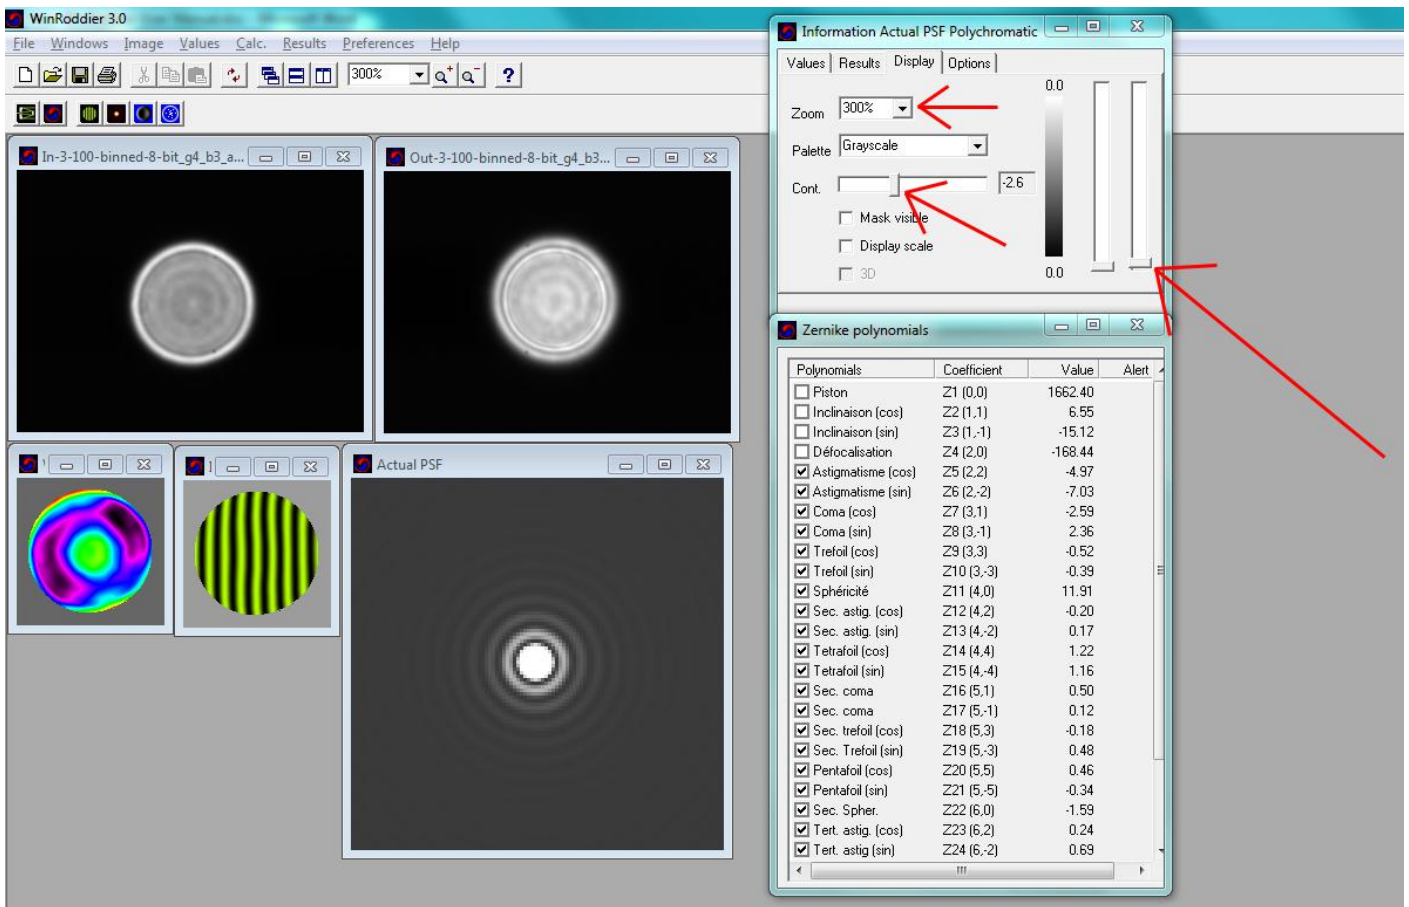 WinRoddier 3.0
File Windows Image Values Calc. Results Preferences Help
300%
In-3-100-binned-8-bit_g4_b3_a...
Out-3-100-binned-8-bit_g4_b3...
Actual PSF
Information Actual PSF Polychromatic
Values Results Display Options
Zoom 300%
Palette Grayscale
Cont. -2.6
Mask visible
Display scale
3D
0.0
0.0
Zernike polynomials
Polynomials Coefficient Value Alert
Piston Z1 (0,0) 1662.40
Inclinaison (cos) Z2 (1,1) 6.55
Inclinaison (sin) Z3 (1,-1) -15.12
Défocalisation Z4 (2,0) -168.44
Astigmatisme (cos) Z5 (2,2) -4.97
Astigmatisme (sin) Z6 (2,-2) -7.03
Coma (cos) Z7 (3,1) -2.59
Coma (sin) Z8 (3,-1) 2.36
Trefoil (cos) Z9 (3,3) -0.52
Trefoil (sin) Z10 (3,-3) -0.39
Sphéricité Z11 (4,0) 11.91
Sec. astig. (cos) Z12 (4,2) -0.20
Sec. astig. (sin) Z13 (4,-2) 0.17
Tetrafoil (cos) Z14 (4,4) 1.22
Tetrafoil (sin) Z15 (4,-4) 1.16
Sec. coma Z16 (5,1) 0.50
Sec. coma Z17 (5,-1) 0.12
Sec. trefoil (cos) Z18 (5,3) -0.18
Sec. Trefoil (sin) Z19 (5,-3) 0.48
Pentafoil (cos) Z20 (5,5) 0.46
Pentafoil (sin) Z21 (5,-5) -0.34
Sec. Spher. Z22 (6,0) -1.59
Tert. astig. (cos) Z23 (6,2) 0.24
Tert. astig (sin) Z24 (6,-2) 0.69